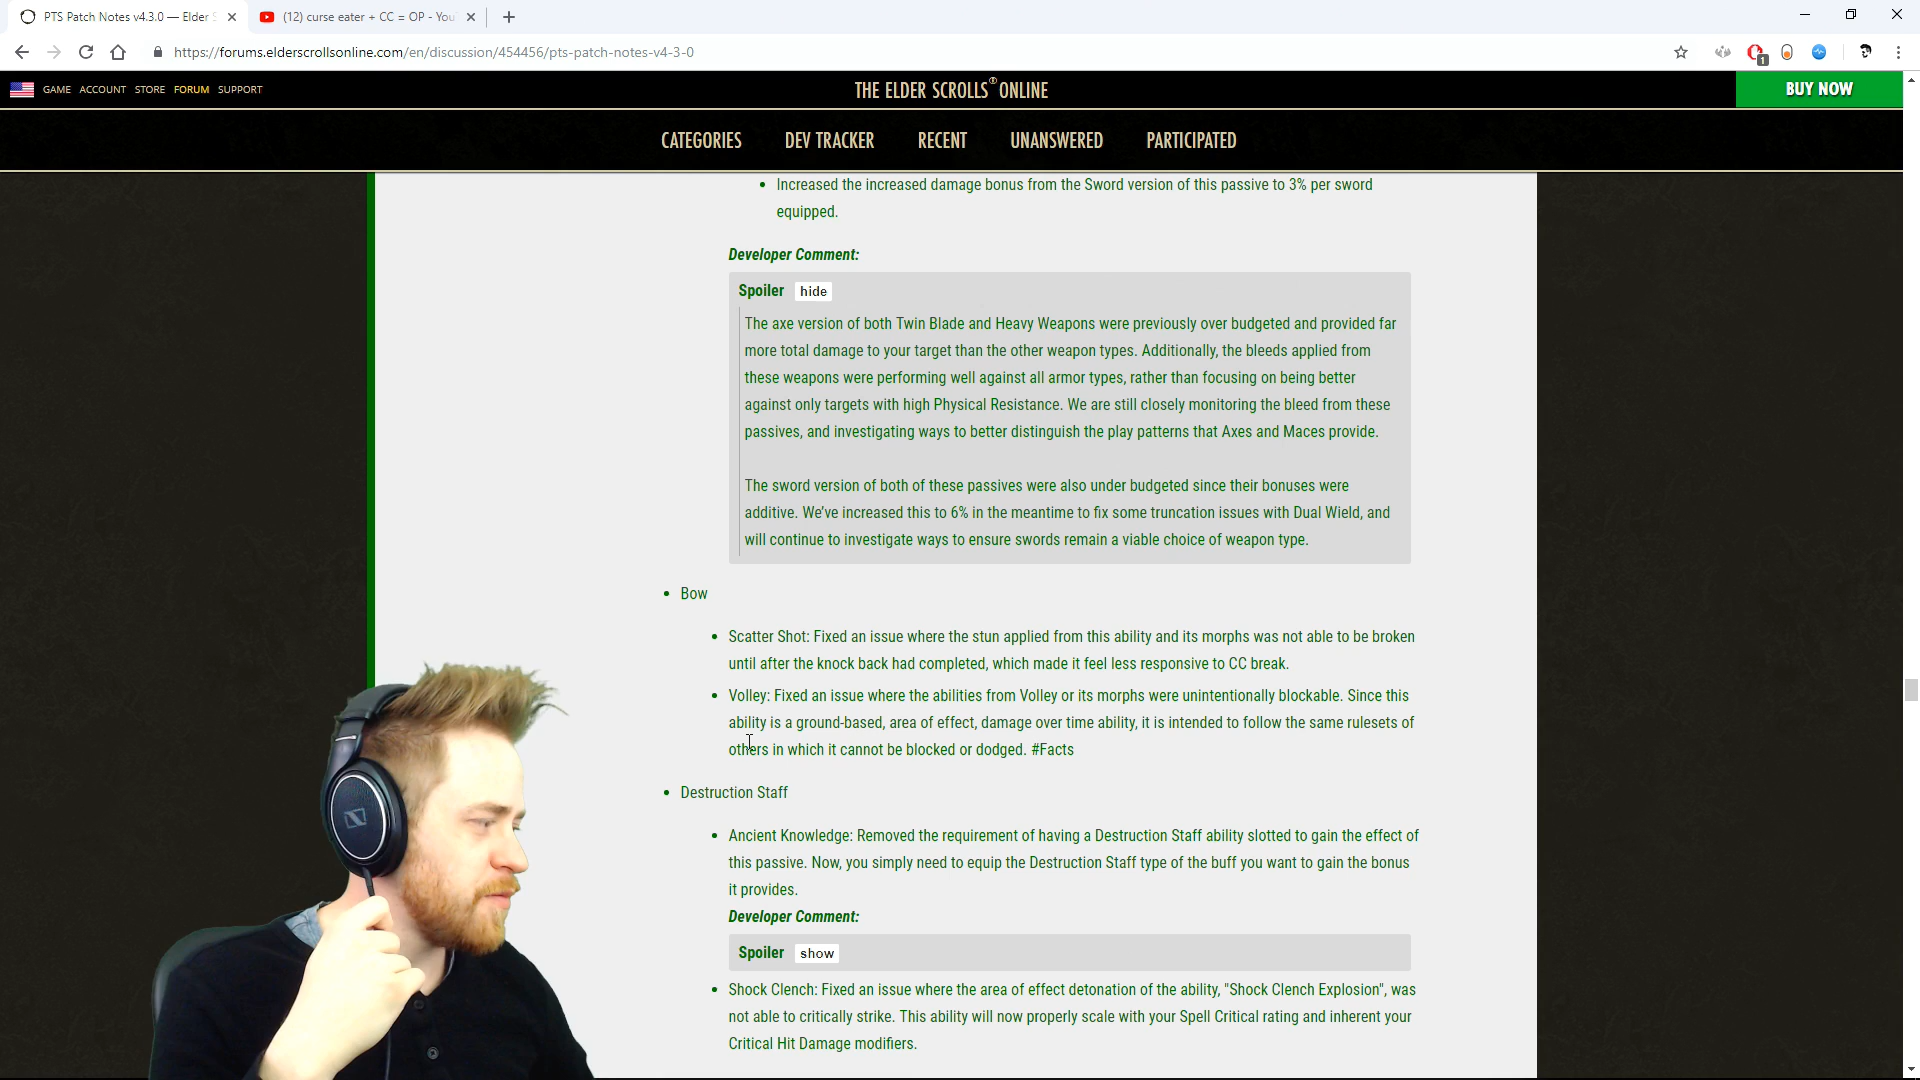 PTS Patch Notes v4.3.0 — Elder S
(12) curse eater + CC = OP - You
https://forums.elderscrollsonline.com/en/discussion/454456/pts-patch-notes-v4-3-0
1
GAME ACCOUNT STORE FORUM SUPPORT
THE ELDER SCROLLS ONLINE
BUY NOW
CATEGORIES DEV TRACKER RECENT UNANSWERED PARTICIPATED
• Increased the increased damage bonus from the Sword version of this passive to 3% per sword
equipped.
Developer Comment:
Spoiler hide
The axe version of both Twin Blade and Heavy Weapons were previously over budgeted and provided far
more total damage to your target than the other weapon types. Additionally, the bleeds applied from
these weapons were performing well against all armor types, rather than focusing on being better
against only targets with high Physical Resistance. We are still closely monitoring the bleed from these
passives, and investigating ways to better distinguish the play patterns that Axes and Maces provide.
The sword version of both of these passives were also under budgeted since their bonuses were
additive. We've increased this to 6% in the meantime to fix some truncation issues with Dual Wield, and
will continue to investigate ways to ensure swords remain a viable choice of weapon type.
• Bow
• Scatter Shot: Fixed an issue where the stun applied from this ability and its morphs was not able to be broken
until after the knock back had completed, which made it feel less responsive to CC break.
• Volley: Fixed an issue where the abilities from Volley or its morphs were unintentionally blockable. Since this
ability is a ground-based, area of effect, damage over time ability, it is intended to follow the same rulesets of
others in which it cannot be blocked or dodged. #Facts
• Destruction Staff
• Ancient Knowledge: Removed the requirement of having a Destruction Staff ability slotted to gain the effect of
this passive. Now, you simply need to equip the Destruction Staff type of the buff you want to gain the bonus
it provides.
Developer Comment:
Spoiler show
• Shock Clench: Fixed an issue where the area of effect detonation of the ability, "Shock Clench Explosion", was
not able to critically strike. This ability will now properly scale with your Spell Critical rating and inherent your
Critical Hit Damage modifiers.